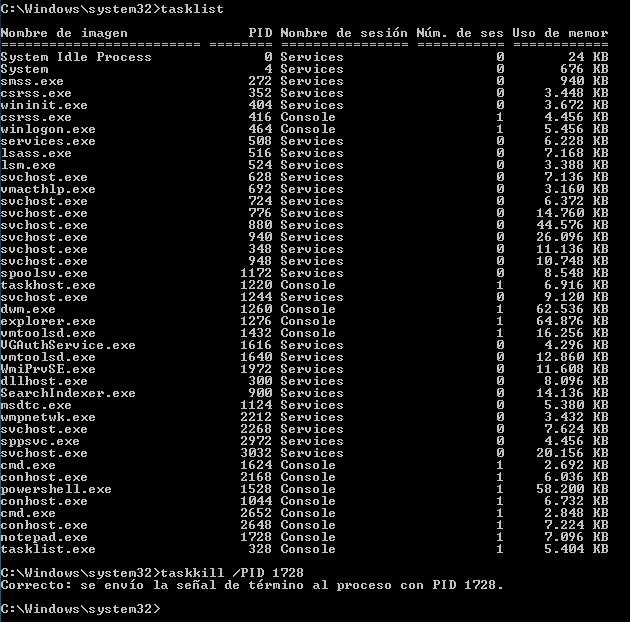 C:\Windows\system32>tasklist
Nombre de imagen PID Nombre de sesión Núm. de ses Uso de memor
========================= ======== ================ =========== ============
System Idle Process 0 Services 0 24 KB
System 4 Services 0 676 KB
smss.exe 272 Services 0 940 KB
csrss.exe 352 Services 0 3.448 KB
wininit.exe 404 Services 0 3.672 KB
csrss.exe 416 Console 1 4.456 KB
winlogon.exe 464 Console 1 5.456 KB
services.exe 508 Services 0 6.228 KB
lsass.exe 516 Services 0 7.168 KB
lsm.exe 524 Services 0 3.388 KB
svchost.exe 628 Services 0 7.136 KB
vmacthlp.exe 692 Services 0 3.160 KB
svchost.exe 724 Services 0 6.372 KB
svchost.exe 776 Services 0 14.760 KB
svchost.exe 880 Services 0 44.576 KB
svchost.exe 940 Services 0 26.096 KB
svchost.exe 348 Services 0 11.136 KB
svchost.exe 948 Services 0 10.748 KB
spoolsv.exe 1172 Services 0 8.548 KB
taskhost.exe 1220 Console 1 6.916 KB
svchost.exe 1244 Services 0 9.120 KB
dwm.exe 1260 Console 1 62.536 KB
explorer.exe 1276 Console 1 64.876 KB
vmtoolsd.exe 1432 Console 1 16.256 KB
VGAuthService.exe 1616 Services 0 4.296 KB
vmtoolsd.exe 1640 Services 0 12.860 KB
WmiPrvSE.exe 1972 Services 0 11.608 KB
dllhost.exe 300 Services 0 8.096 KB
SearchIndexer.exe 900 Services 0 14.136 KB
msdtc.exe 1124 Services 0 5.380 KB
wmpnetwk.exe 2212 Services 0 3.432 KB
svchost.exe 2268 Services 0 7.624 KB
sppsvc.exe 2972 Services 0 4.456 KB
svchost.exe 3032 Services 0 20.156 KB
cmd.exe 1624 Console 1 2.692 KB
conhost.exe 2168 Console 1 6.036 KB
powershell.exe 1528 Console 1 58.200 KB
conhost.exe 1044 Console 1 6.732 KB
cmd.exe 2652 Console 1 2.848 KB
conhost.exe 2648 Console 1 7.224 KB
notepad.exe 1728 Console 1 7.096 KB
tasklist.exe 328 Console 1 5.404 KB
C:\Windows\system32>taskkill /PID 1728
Correcto: se envío la señal de término al proceso con PID 1728.
C:\Windows\system32>